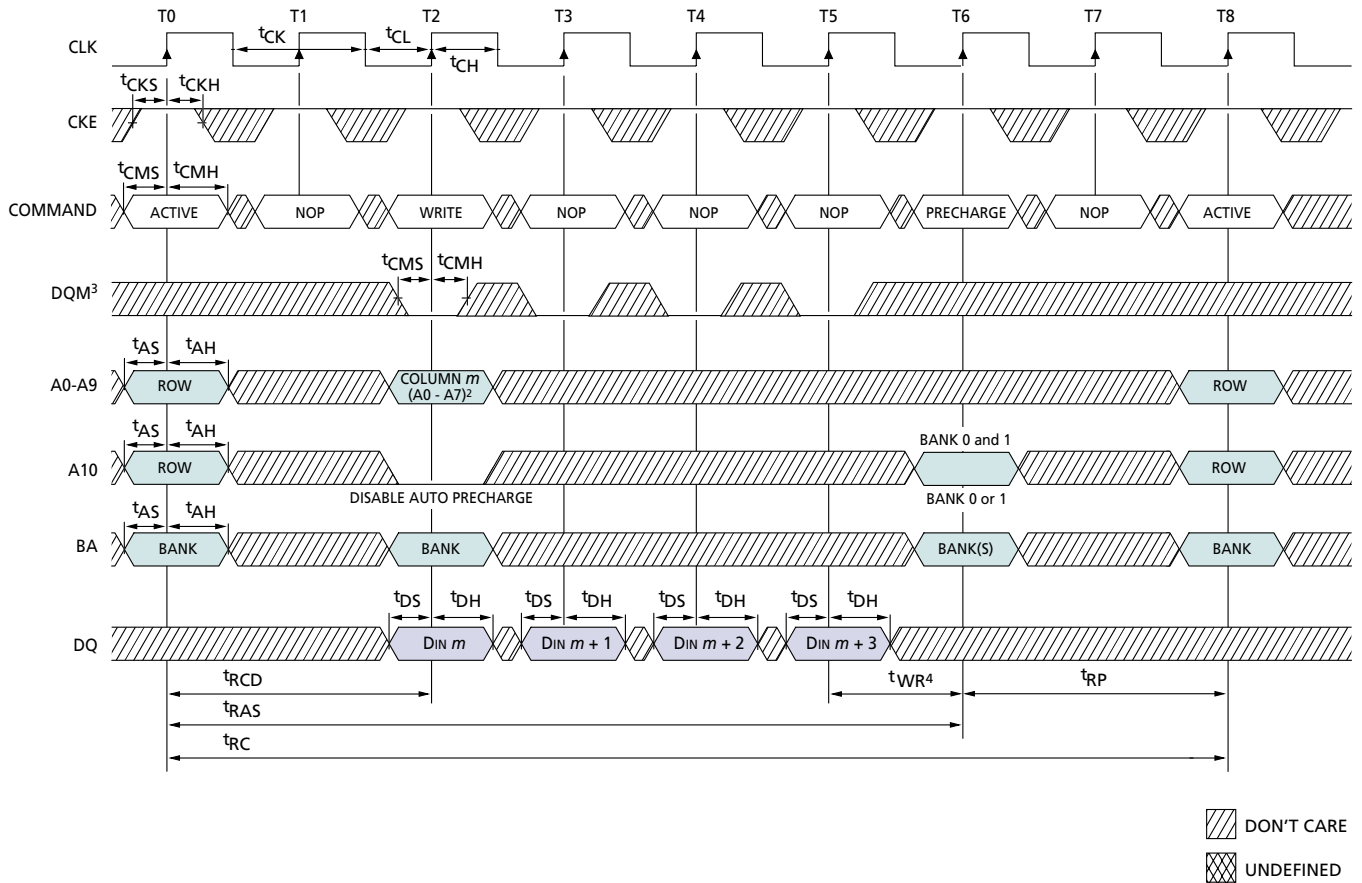 T0 T1 T2 T3 T4 T5 T6 T7 T8
CLK
tCK tCL
tCH
tCKS tCKH
CKE
tCMS tCMH
COMMAND ACTIVE NOP WRITE NOP NOP NOP PRECHARGE NOP ACTIVE
tCMS tCMH
DQM3
tAS tAH
A0-A9 ROW COLUMN m ROW
(A0 - A7)2
tAS tAH
BANK 0 and 1
A10 ROW ROW
DISABLE AUTO PRECHARGE BANK 0 or 1
tAS tAH
BA BANK BANK BANK(S) BANK
tDS tDH tDS tDH tDS tDH tDS tDH
DQ DIN m DIN m + 1 DIN m + 2 DIN m + 3
tRCD tWR4 tRP
tRAS
tRC
DON'T CARE
UNDEFINED